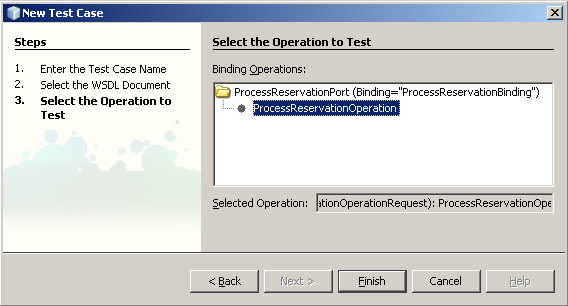 New Test Case
Steps
1. Enter the Test Case Name
2. Select the WSDL Document
3. Select the Operation to
Test
Select the Operation to Test
Binding Operations:
ProcessReservationPort (Binding="ProcessReservationBinding")
ProcessReservationOperation
Selected Operation: ationOperationRequest): ProcessReservationOpe
< Back Next > Finish Cancel Help